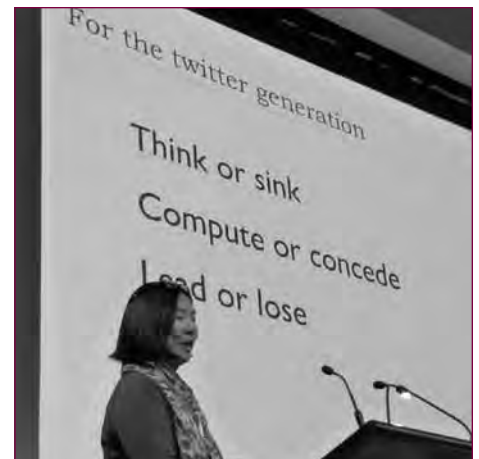 For the twitter generation
Think or sink
Compute or concede
Lead or lose